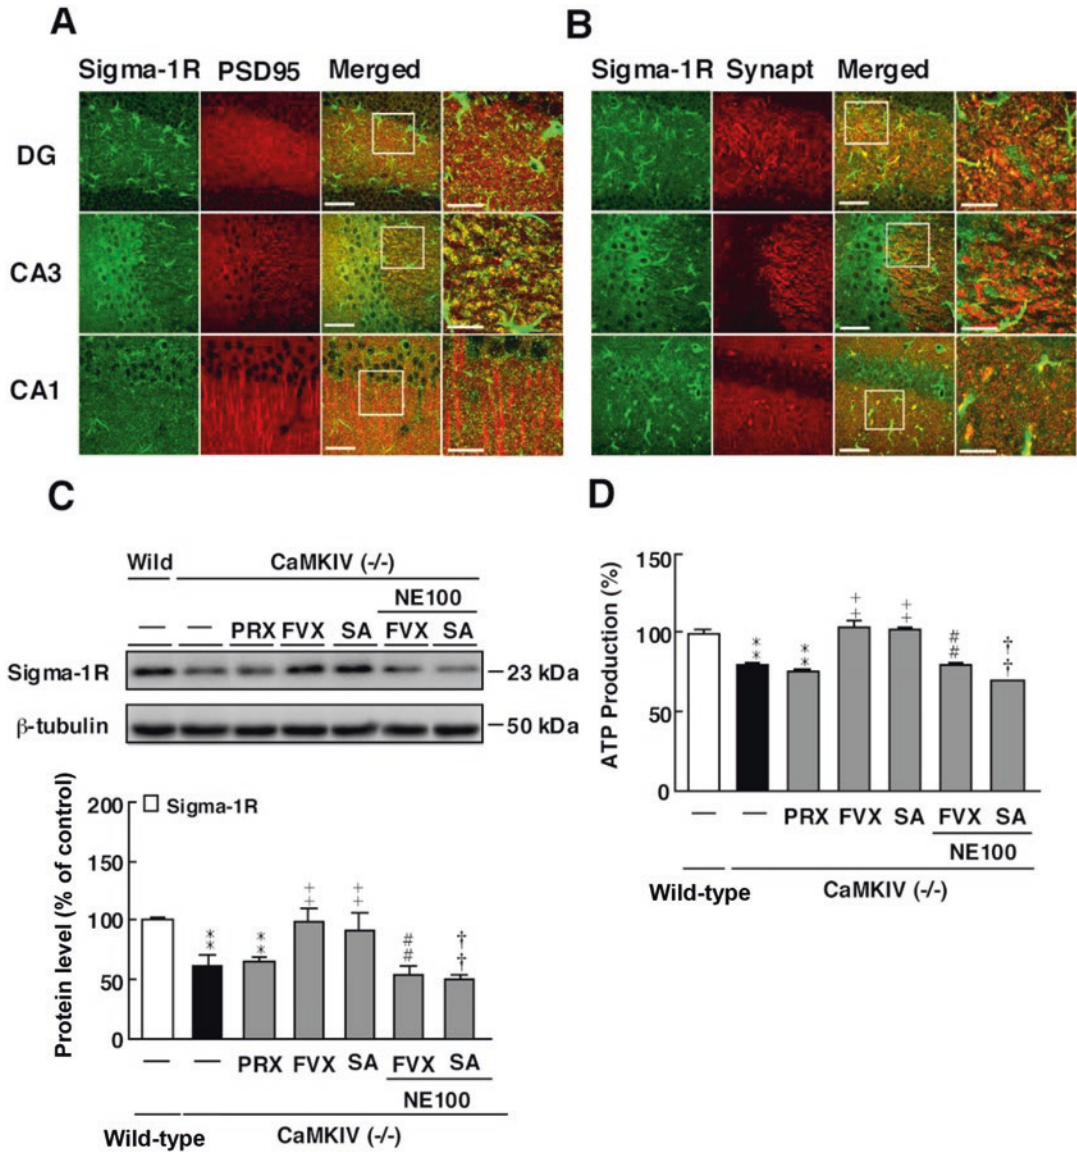 A
B
Sigma-1R PSD95 Merged
Sigma-1R Synapt Merged
DG
CA3
CA1
C
Wild CaMKIV (-/-)
NE100
— — PRX FVX SA FVX SA
Sigma-1R
23 kDa
β-tubulin
50 kDa
Protein level (% of control)
200
150
100
50
0
Sigma-1R
**
**
++
++
##
††
— — PRX FVX SA FVX SA
NE100
Wild-type CaMKIV (-/-)
D
ATP Production (%)
150
100
50
0
**
**
++
++
##
††
— — PRX FVX SA FVX SA
NE100
Wild-type CaMKIV (-/-)